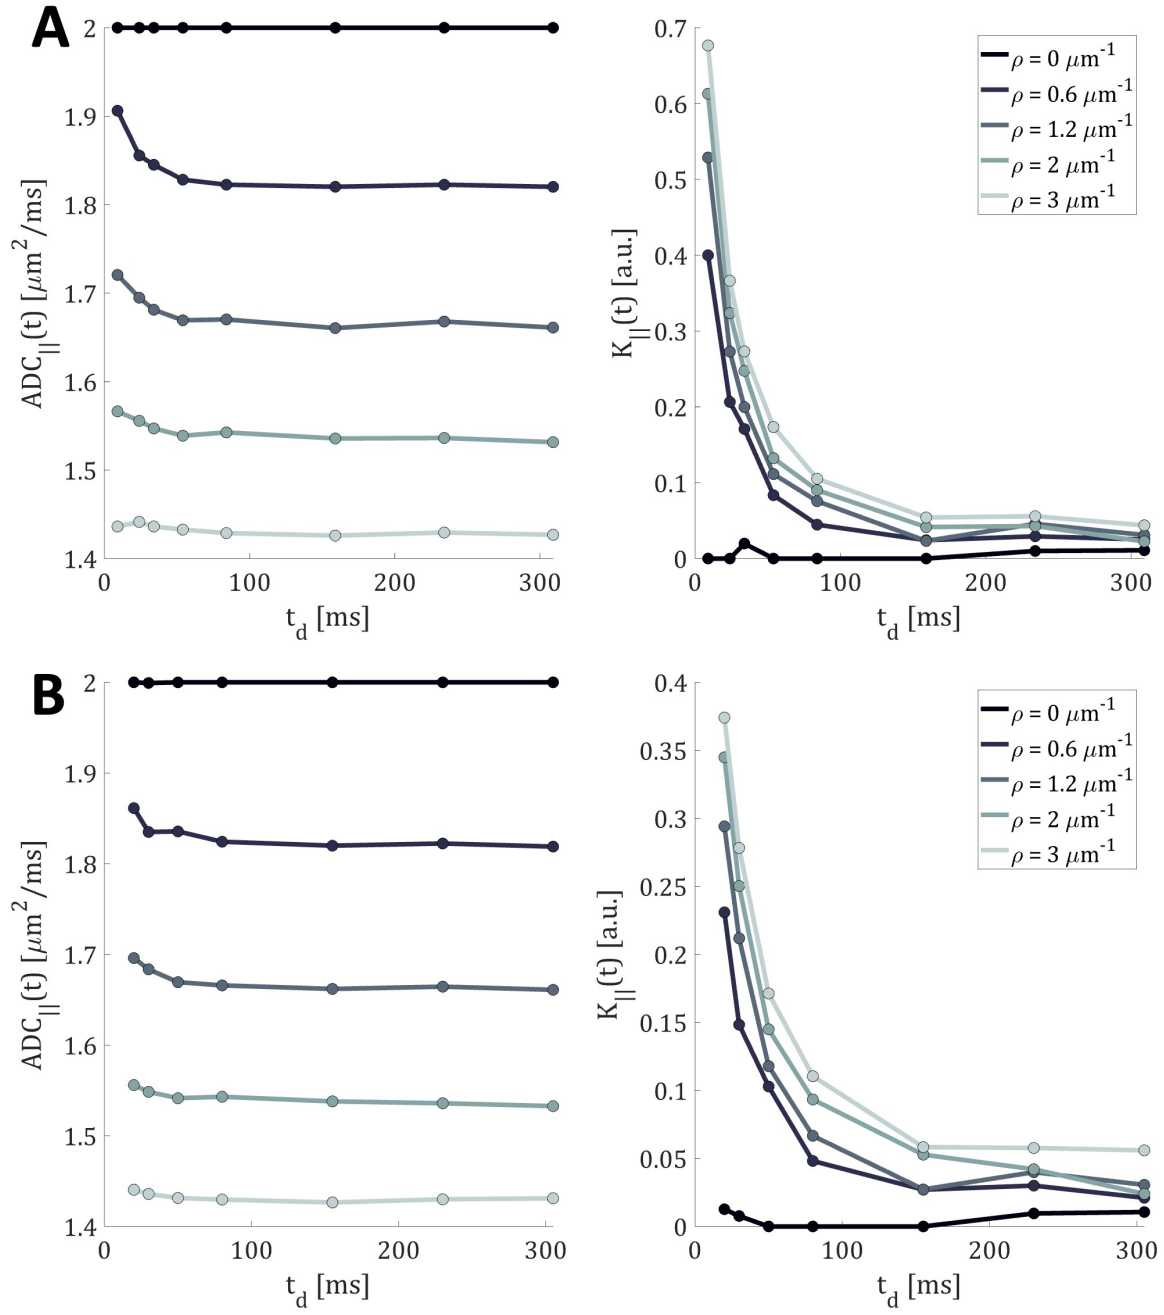 A
2
1.9
1.8
1.7
1.6
1.5
1.4
ADC||(t) [μm²/ms]
0 100 200 300
t_d [ms]
0.7
0.6
0.5
0.4
0.3
0.2
0.1
0
K||(t) [a.u.]
0 100 200 300
t_d [ms]
ρ = 0 μm⁻¹
ρ = 0.6 μm⁻¹
ρ = 1.2 μm⁻¹
ρ = 2 μm⁻¹
ρ = 3 μm⁻¹
B
2
1.9
1.8
1.7
1.6
1.5
1.4
ADC||(t) [μm²/ms]
0 100 200 300
t_d [ms]
0.4
0.35
0.3
0.25
0.2
0.15
0.1
0.05
0
K||(t) [a.u.]
0 100 200 300
t_d [ms]
ρ = 0 μm⁻¹
ρ = 0.6 μm⁻¹
ρ = 1.2 μm⁻¹
ρ = 2 μm⁻¹
ρ = 3 μm⁻¹